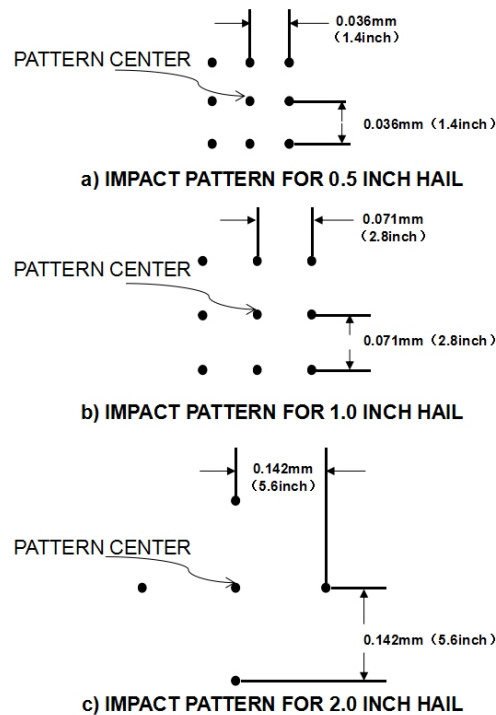 0.036mm
（1.4inch）
PATTERN CENTER
0.036mm（1.4inch）
a) IMPACT PATTERN FOR 0.5 INCH HAIL
0.071mm
（2.8inch）
PATTERN CENTER
0.071mm（2.8inch）
b) IMPACT PATTERN FOR 1.0 INCH HAIL
0.142mm
（5.6inch）
PATTERN CENTER
0.142mm（5.6inch）
c) IMPACT PATTERN FOR 2.0 INCH HAIL